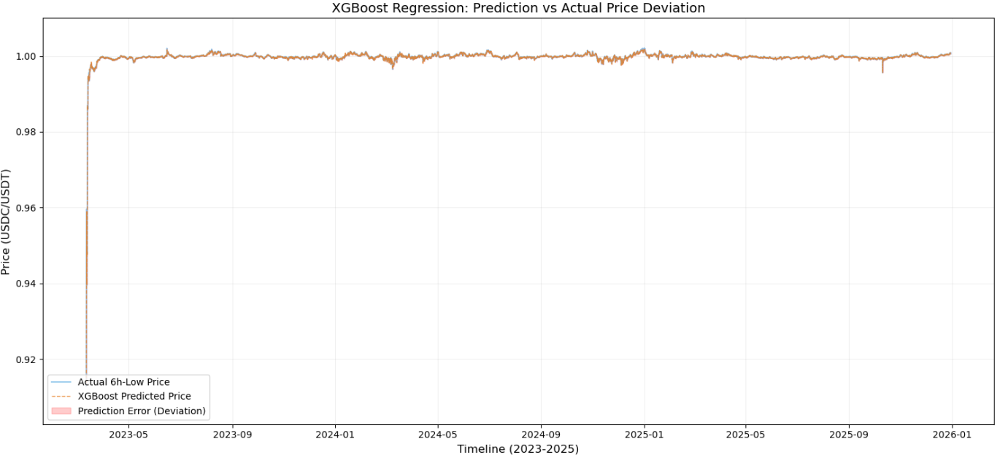 XGBoost Regression: Prediction vs Actual Price Deviation
Price (USDC/USDT)
1.00
0.98
0.96
0.94
0.92
Actual 6h-Low Price
XGBoost Predicted Price
Prediction Error (Deviation)
2023-05
2023-09
2024-01
2024-05
2024-09
2025-01
2025-05
2025-09
2026-01
Timeline (2023-2025)